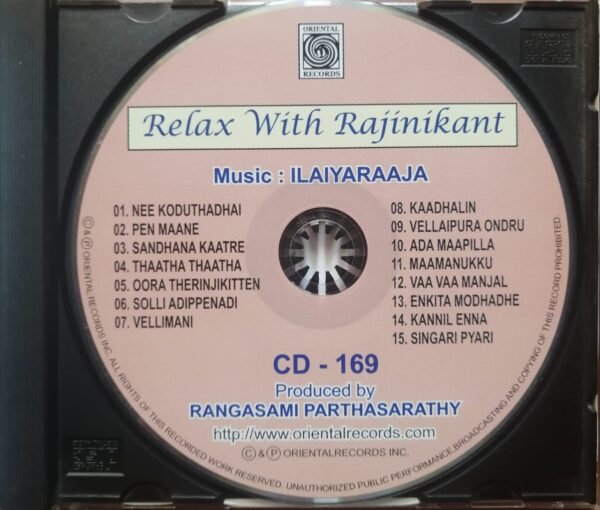 ORIENTAL
RECORDS
Relax With Rajinikant
Music : ILAIYARAAJA
01. NEE KODUTHADHAI
02. PEN MAANE
03. SANDHANA KAATRE
04. THAATHA THAATHA
05. OORA THERINJIKITTEN
06. SOLLI ADIPPENADI
07. VELLIMANI
08. KAADHALIN
09. VELLAIPURA ONDRU
10. ADA MAAPILLA
11. MAAMANUKKU
12. VAA VAA MANJAL
13. ENKITA MODHADHE
14. KANNIL ENNA
15. SINGARI PYARI
CD - 169
Produced by
RANGASAMI PARTHASARATHY
http://www.orientalrecords.com
© & ℗ ORIENTALRECORDS INC.
© & ℗ ORIENTAL RECORDS INC. ALL RIGHTS OF THIS RECORDED WORK RESERVED. UNAUTHORIZED PUBLIC PERFORMANCE,BROADCASTING AND COPYING OF THIS RECORD PROHIBITED.